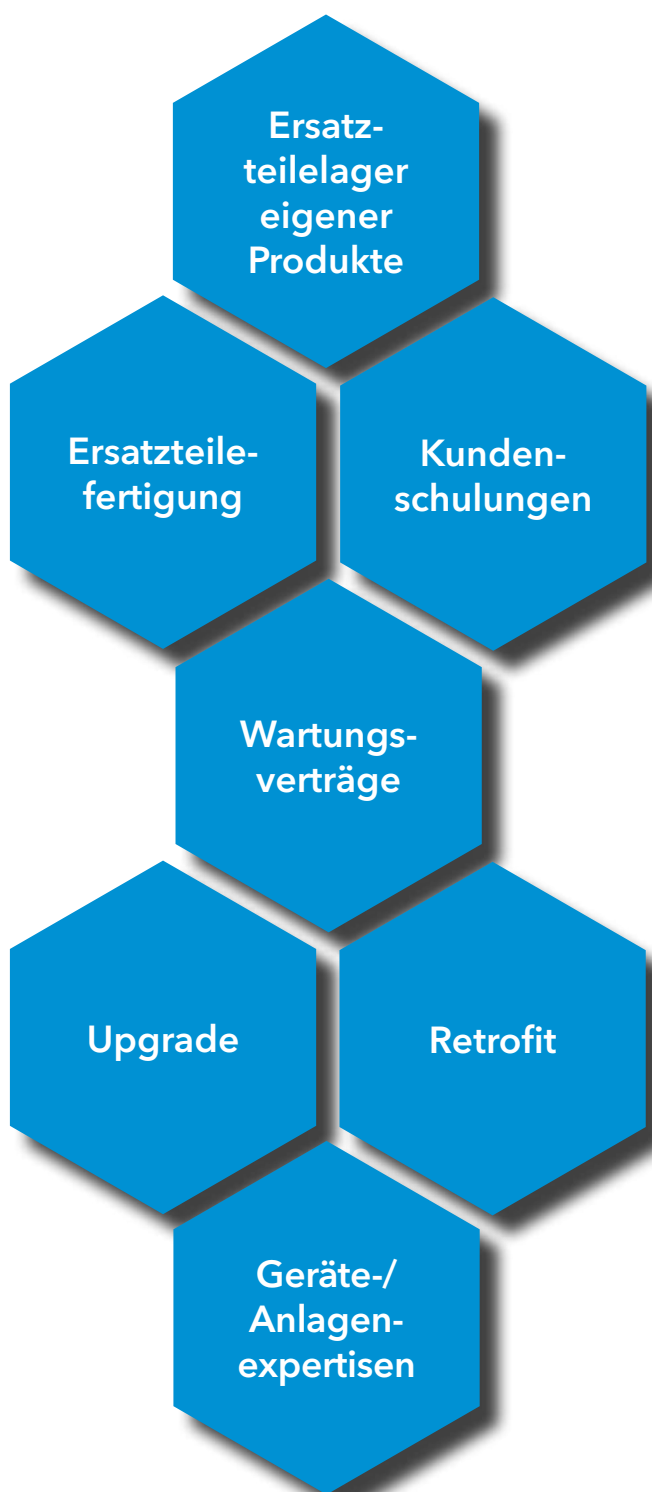 Ersatz-
teilelager
eigener
Produkte
Ersatzteile-
fertigung
Kunden-
schulungen
Wartungs-
verträge
Upgrade
Retrofit
Geräte-/
Anlagen-
expertisen